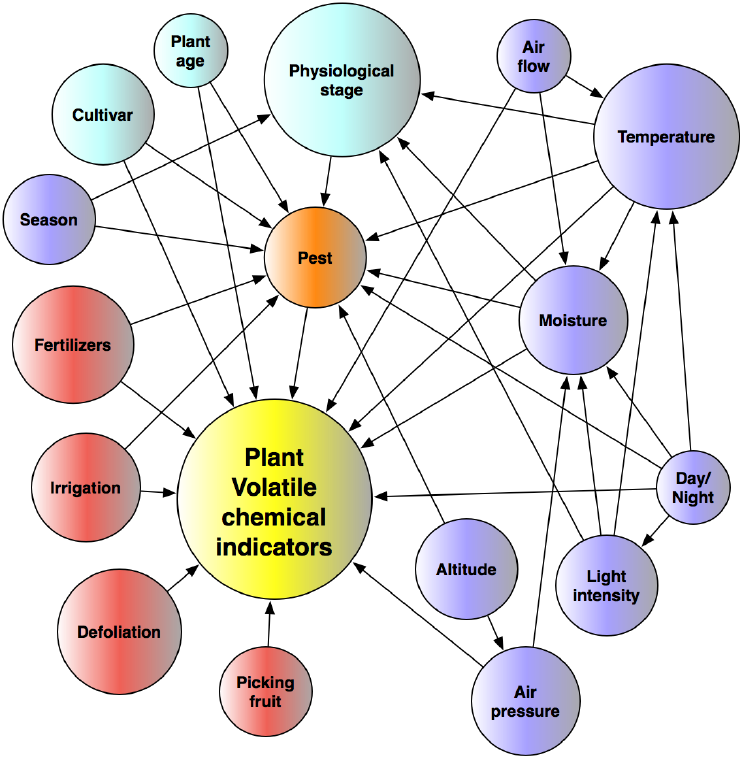 Plant
age
Physiological
stage
Air
flow
Cultivar
Temperature
Season
Pest
Moisture
Fertilizers
Plant
Volatile
chemical
indicators
Irrigation
Day/
Night
Altitude
Light
intensity
Defoliation
Picking
fruit
Air
pressure